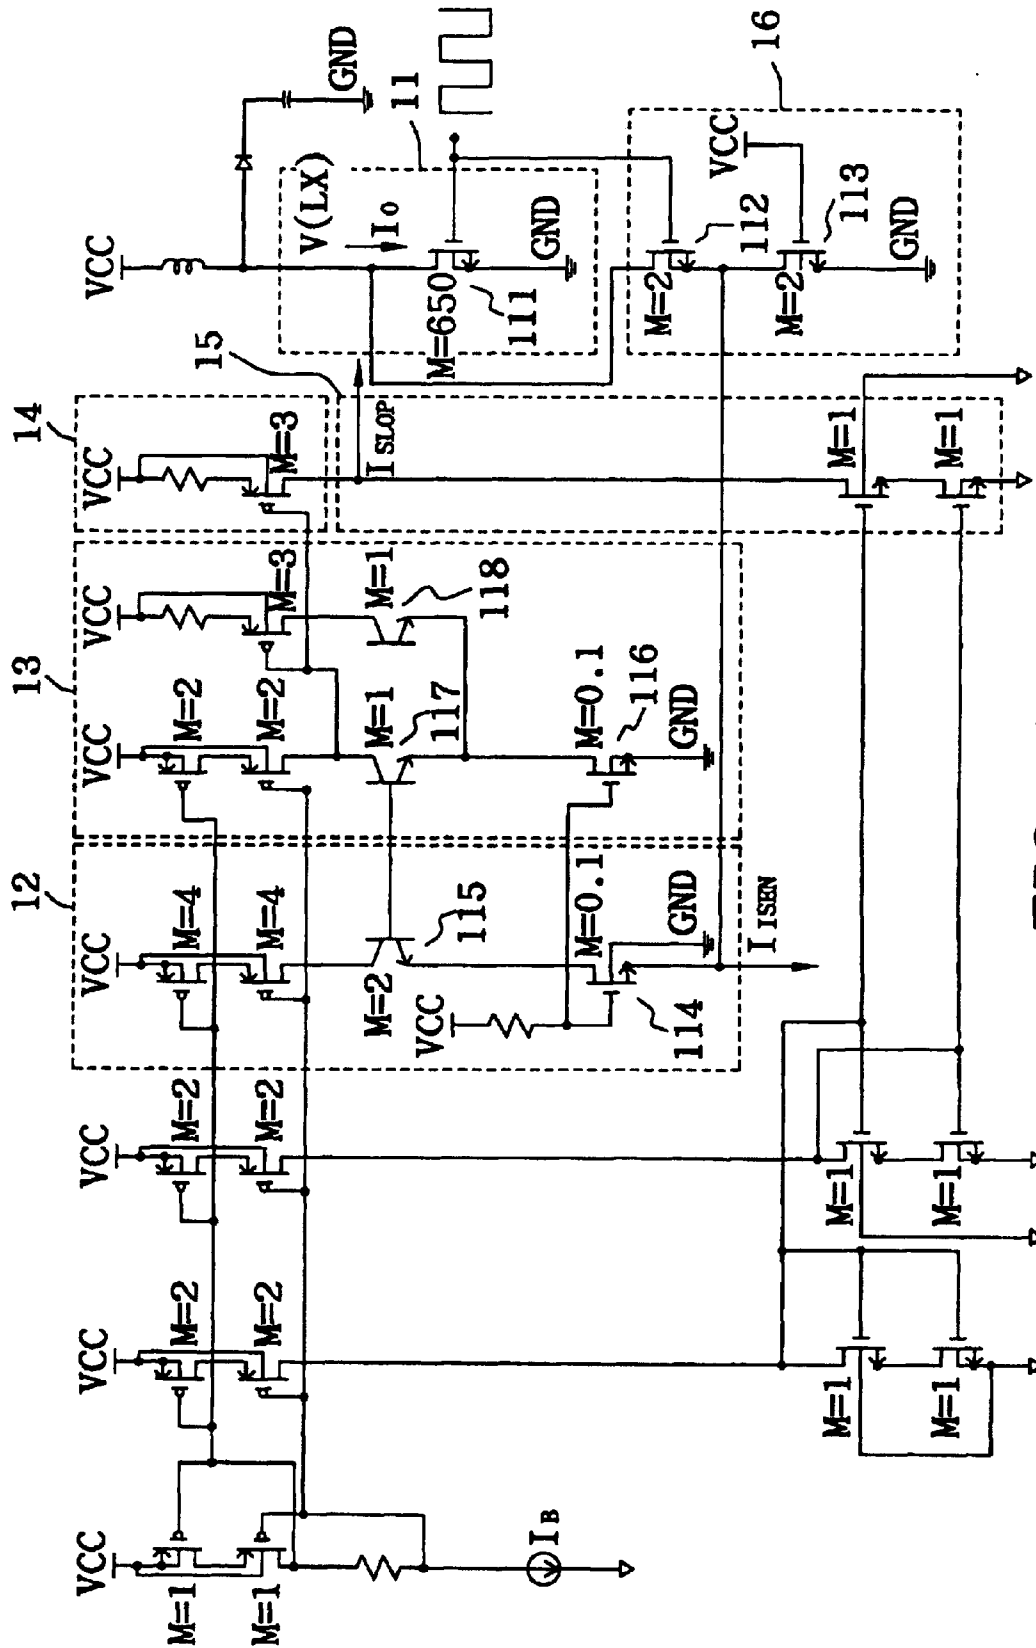 12
13
14
VCC
VCC
VCC
VCC
VCC
VCC
VCC
VCC
M=1
M=2
M=2
M=4
M=2
15
GND
M=1
M=2
M=2
M=4
M=2
M=3
M=3
V(LX)
11
I0
M=2
115
M=1
117
M=1
118
ISLOP
M=650
111
GND
IB
VCC
M=0.1
M=0.1
116
114
GND
GND
16
M=2
112
VCC
M=2
113
GND
IISEN
M=1
M=1
M=1
M=1
M=1
M=1